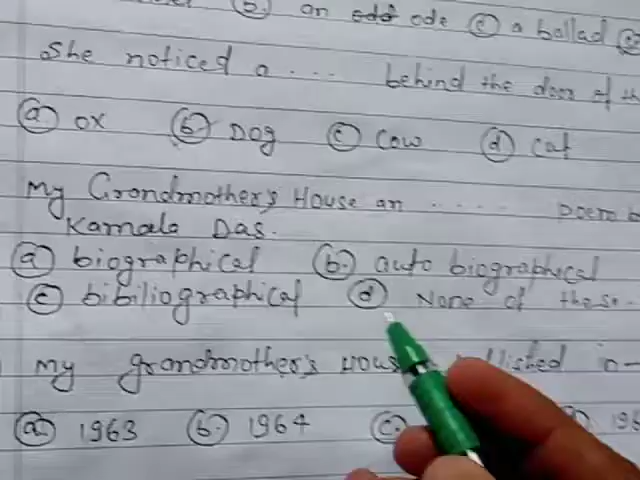 (b.) an ode (c) a ballad
She noticed a .... behind the door of
(a) ox (b.) Dog (c) Cow (d) Cat
My Grandmother's House an ..... poem
Kamala Das.
(a) biographical (b.) auto biographical
(c) bibiliographical (d) None of these.
My grandmother's in-
(a) 1963 (b.) 1964 (c.)